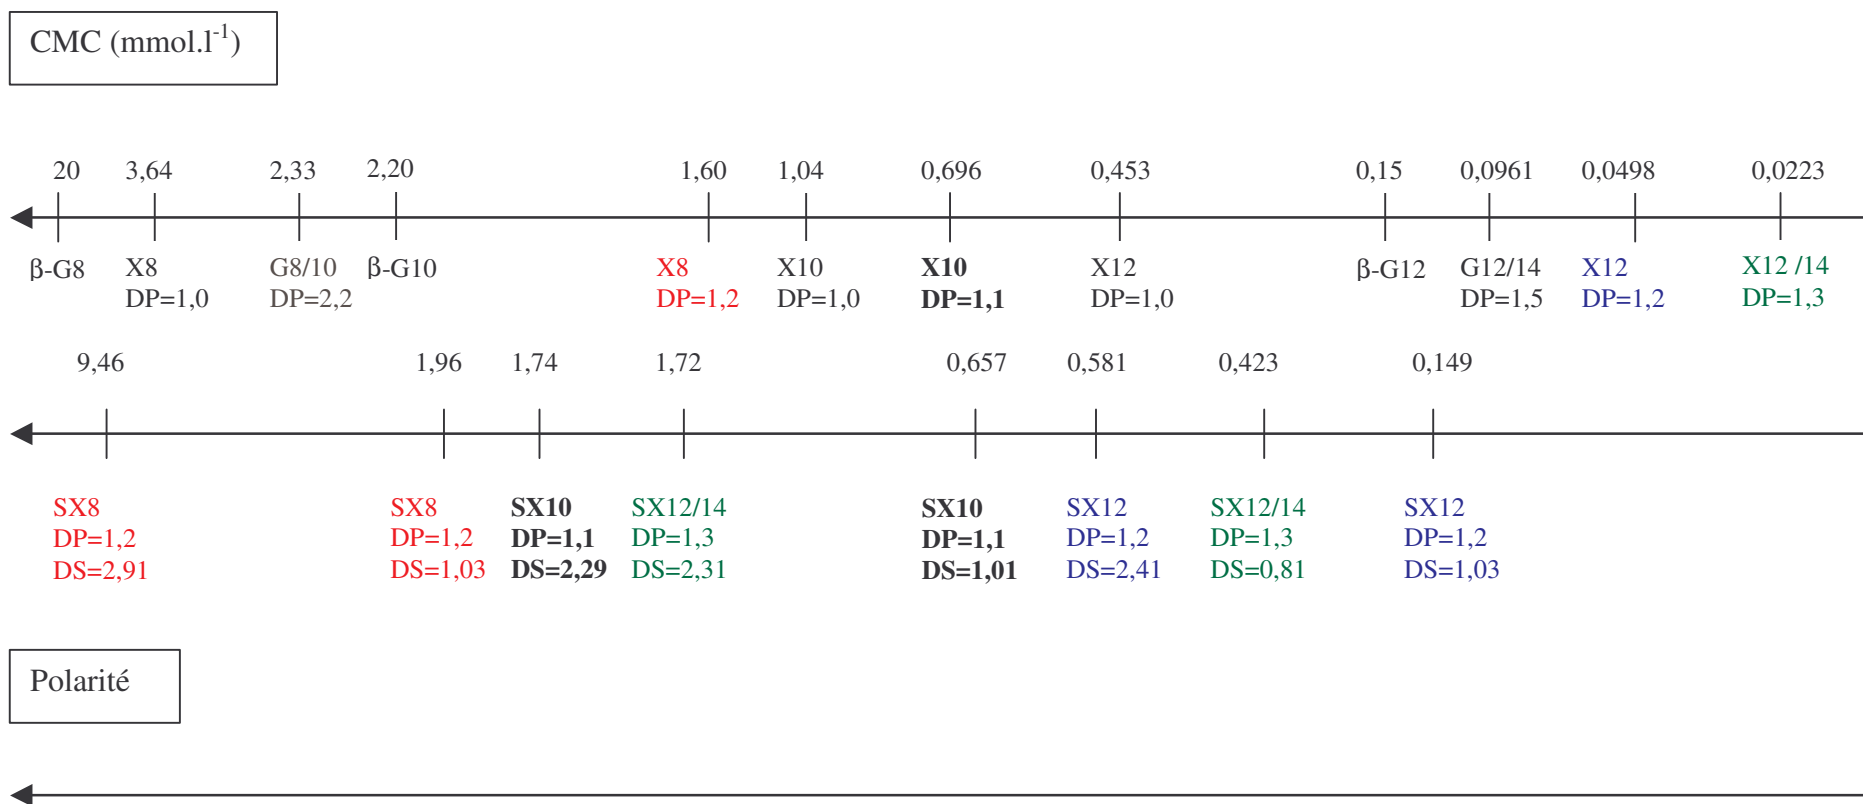 CMC (mmol.l-1)
20 3,64 2,33 2,20 1,60 1,04 0,696 0,453 0,15 0,0961 0,0498 0,0223
β-G8 X8 G8/10 β-G10 X8 X10 X10 X12 β-G12 G12/14 X12 X12 /14
DP=1,0 DP=2,2 DP=1,2 DP=1,0 DP=1,1 DP=1,0 DP=1,5 DP=1,2 DP=1,3
9,46 1,96 1,74 1,72 0,657 0,581 0,423 0,149
SX8 SX8 SX10 SX12/14 SX10 SX12 SX12/14 SX12
DP=1,2 DP=1,2 DP=1,1 DP=1,3 DP=1,1 DP=1,2 DP=1,3 DP=1,2
DS=2,91 DS=1,03 DS=2,29 DS=2,31 DS=1,01 DS=2,41 DS=0,81 DS=1,03
Polarité